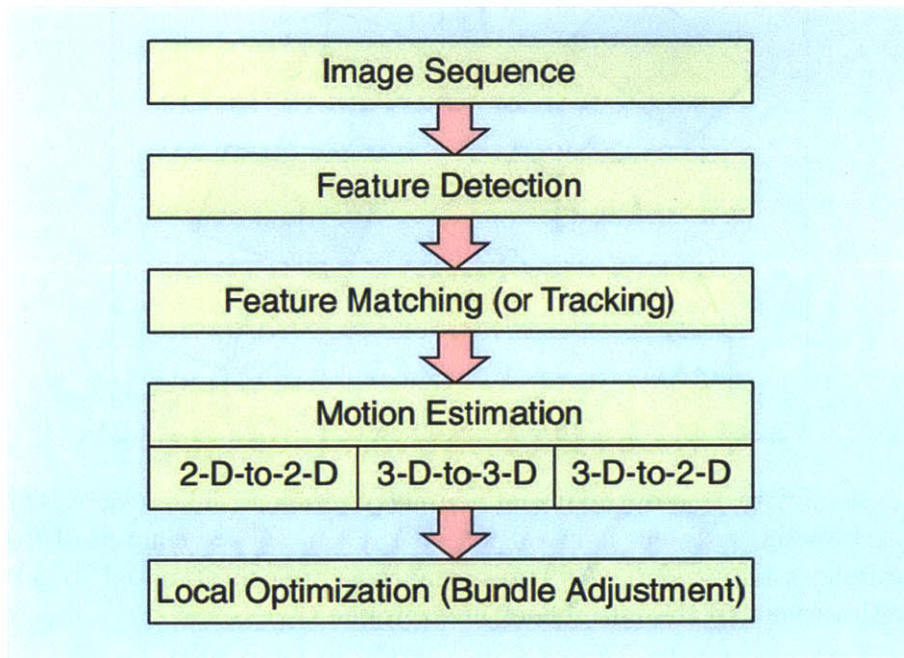 Image Sequence
Feature Detection
Feature Matching (or Tracking)
Motion Estimation
2-D-to-2-D 3-D-to-3-D 3-D-to-2-D
Local Optimization (Bundle Adjustment)